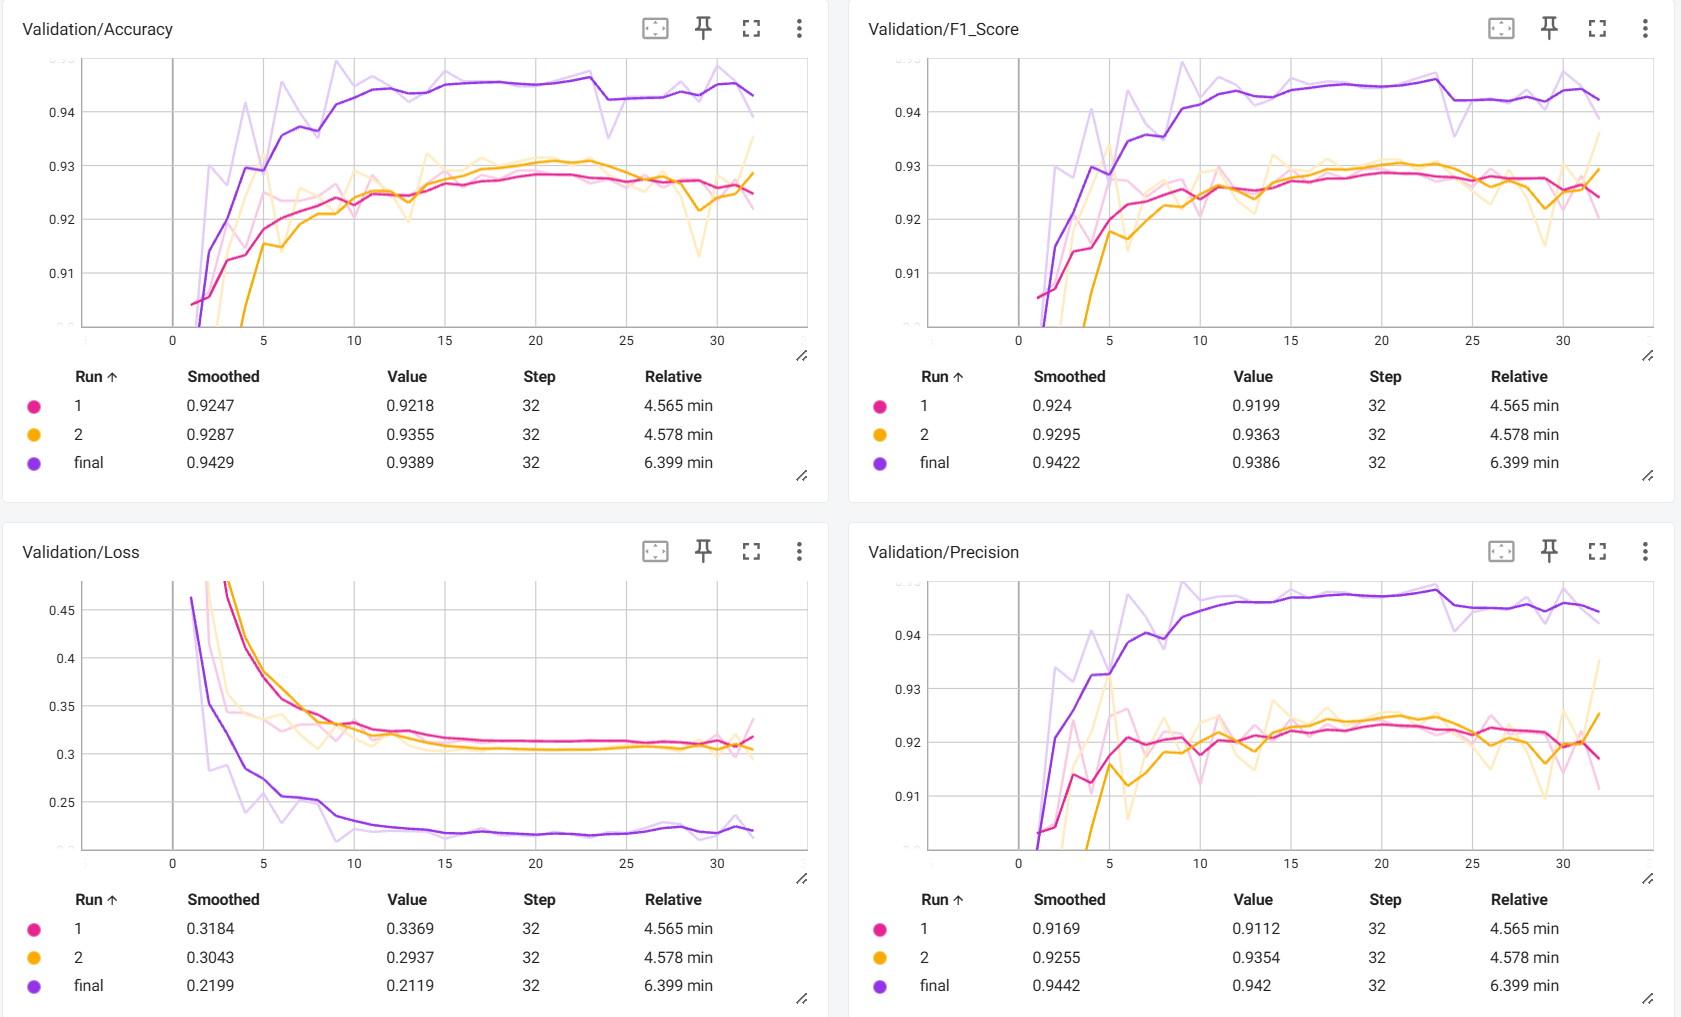 Validation/Accuracy
0.94
0.93
0.92
0.91
0 5 10 15 20 25 30
Run ↑ Smoothed Value Step Relative
1 0.9247 0.9218 32 4.565 min
2 0.9287 0.9355 32 4.578 min
final 0.9429 0.9389 32 6.399 min
Validation/F1_Score
0.94
0.93
0.92
0.91
0 5 10 15 20 25 30
Run ↑ Smoothed Value Step Relative
1 0.924 0.9199 32 4.565 min
2 0.9295 0.9363 32 4.578 min
final 0.9422 0.9386 32 6.399 min
Validation/Loss
0.45
0.4
0.35
0.3
0.25
0 5 10 15 20 25 30
Run ↑ Smoothed Value Step Relative
1 0.3184 0.3369 32 4.565 min
2 0.3043 0.2937 32 4.578 min
final 0.2199 0.2119 32 6.399 min
Validation/Precision
0.94
0.93
0.92
0.91
0 5 10 15 20 25 30
Run ↑ Smoothed Value Step Relative
1 0.9169 0.9112 32 4.565 min
2 0.9255 0.9354 32 4.578 min
final 0.9442 0.942 32 6.399 min